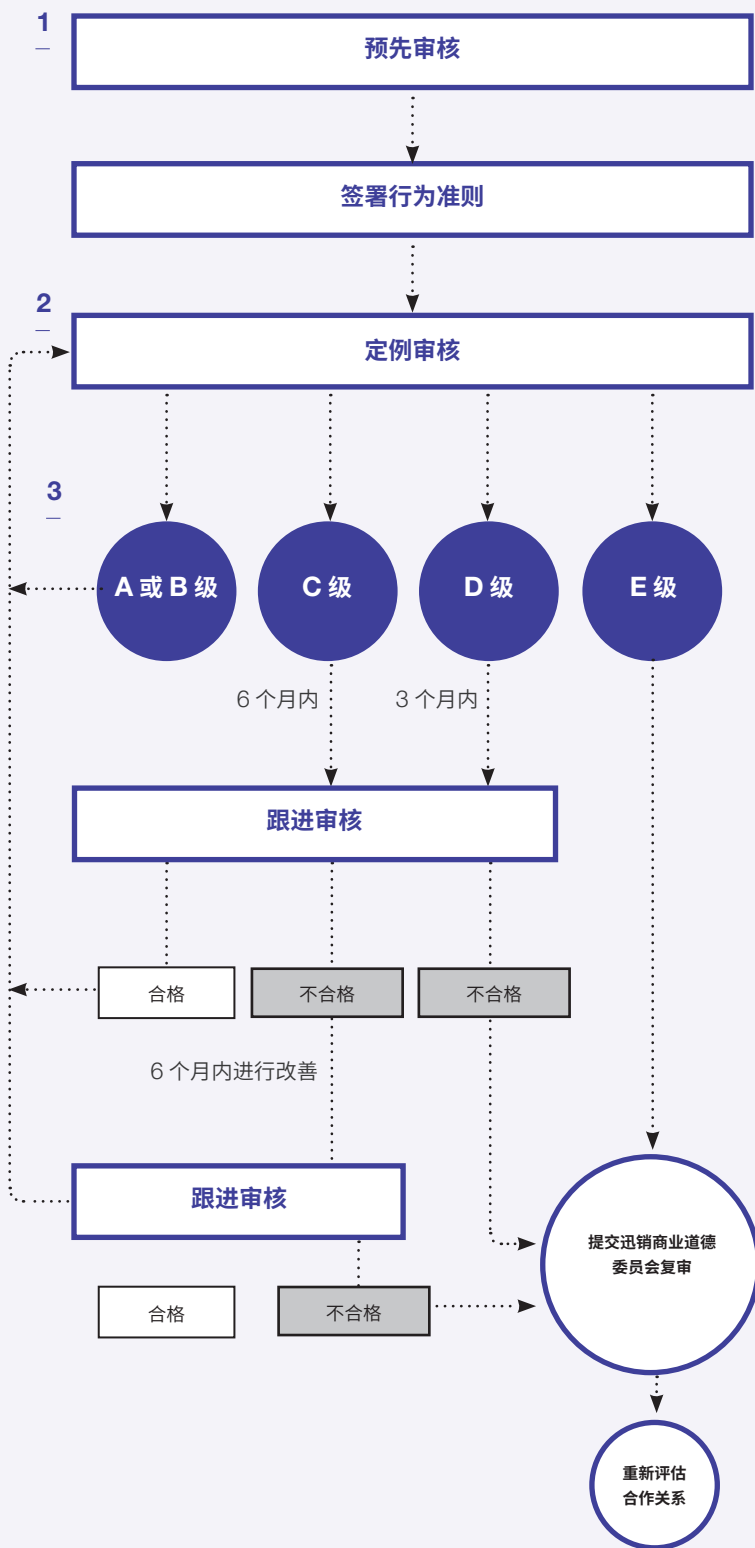 1
预先审核
签署行为准则
2
定例审核
3
A 或 B 级
C 级
D 级
E 级
6 个月内
3 个月内
跟进审核
合格
不合格
不合格
6 个月内进行改善
跟进审核
提交迅销商业道德
委员会复审
合格
不合格
重新评估
合作关系